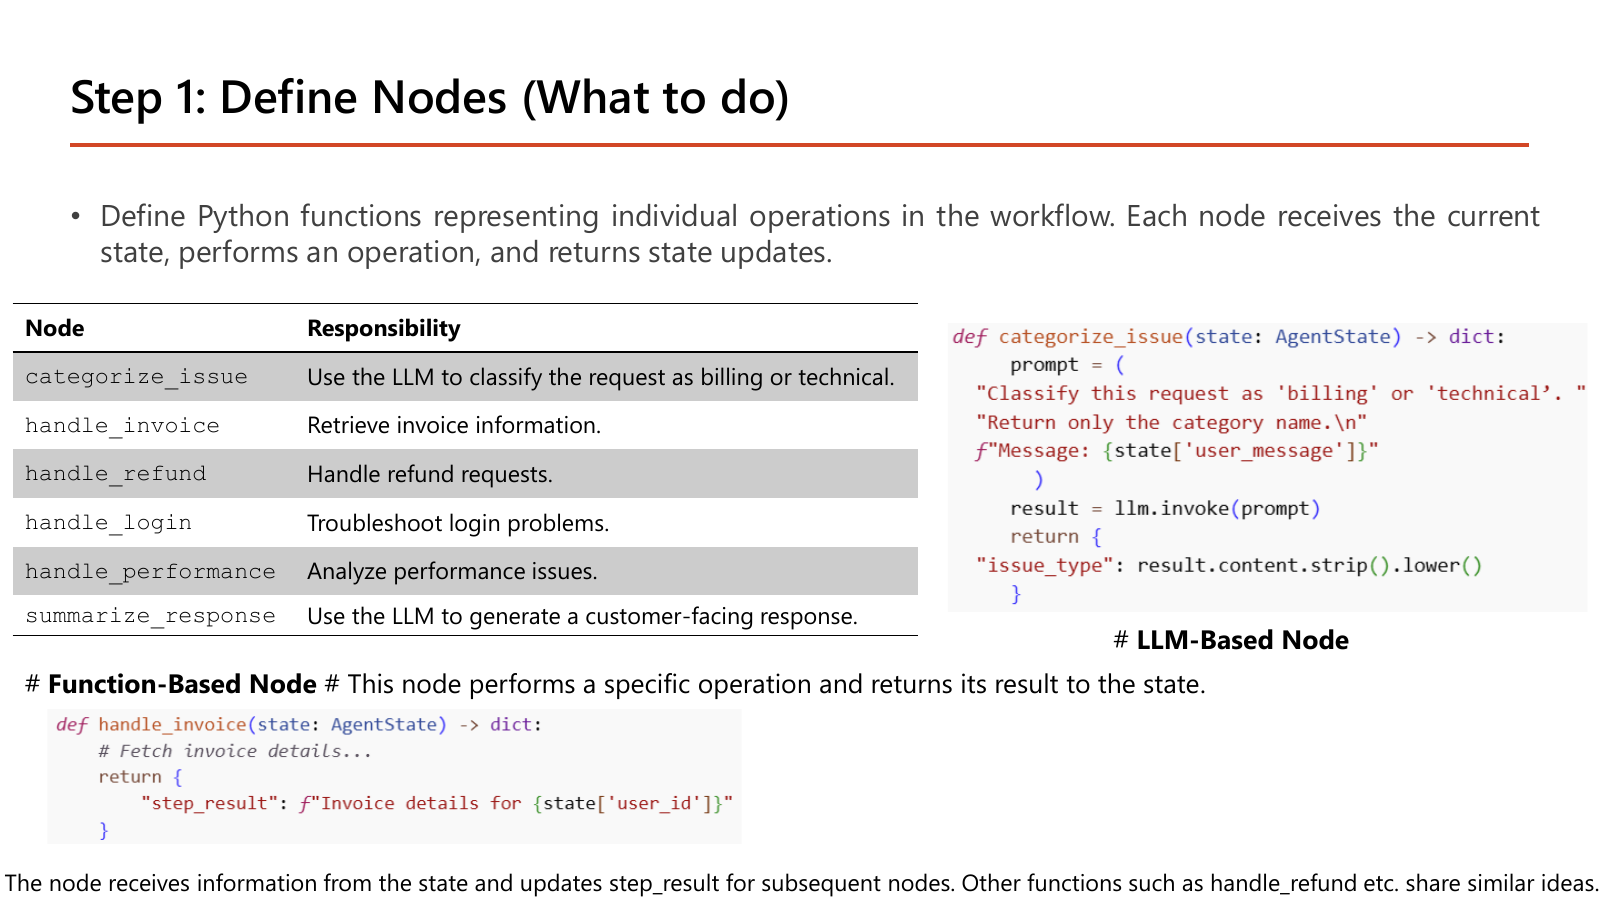 Step 1: Define Nodes (What to do)
• Define Python functions representing individual operations in the workflow. Each node receives the current
state, performs an operation, and returns state updates.
Node Responsibility
categorize_issue Use the LLM to classify the request as billing or technical.
handle_invoice Retrieve invoice information.
handle_refund Handle refund requests.
handle_login Troubleshoot login problems.
handle_performance Analyze performance issues.
summarize_response Use the LLM to generate a customer-facing response.
def categorize_issue(state: AgentState) -> dict:
prompt = (
"Classify this request as 'billing' or 'technical’. "
"Return only the category name.\n"
f"Message: {state['user_message']}"
)
result = llm.invoke(prompt)
return {
"issue_type": result.content.strip().lower()
}
# LLM-Based Node
# Function-Based Node # This node performs a specific operation and returns its result to the state.
def handle_invoice(state: AgentState) -> dict:
# Fetch invoice details...
return {
"step_result": f"Invoice details for {state['user_id']}"
}
The node receives information from the state and updates step_result for subsequent nodes. Other functions such as handle_refund etc. share similar ideas.